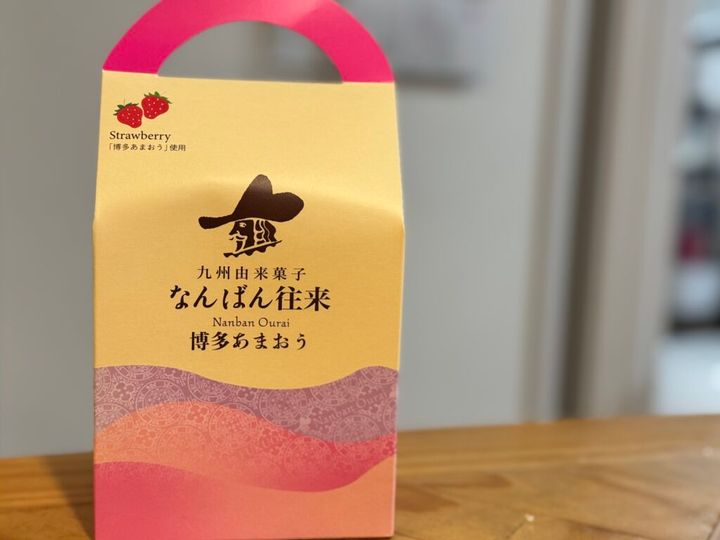 Strawberry
「博多あまおう」使用
九州由来菓子
なんばん往来
Nanban Ourai
博多あまおう